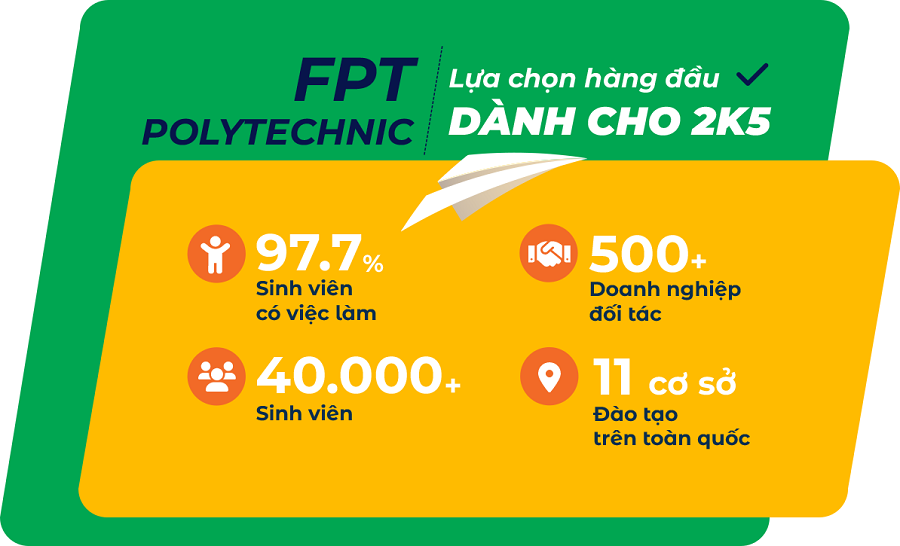 FPT
POLYTECHNIC
Lựa chọn hàng đầu
DÀNH CHO 2K5
97.7%
Sinh viên
có việc làm
500+
Doanh nghiệp
đối tác
40.000+
Sinh viên
11 cơ sở
Đào tạo
trên toàn quốc